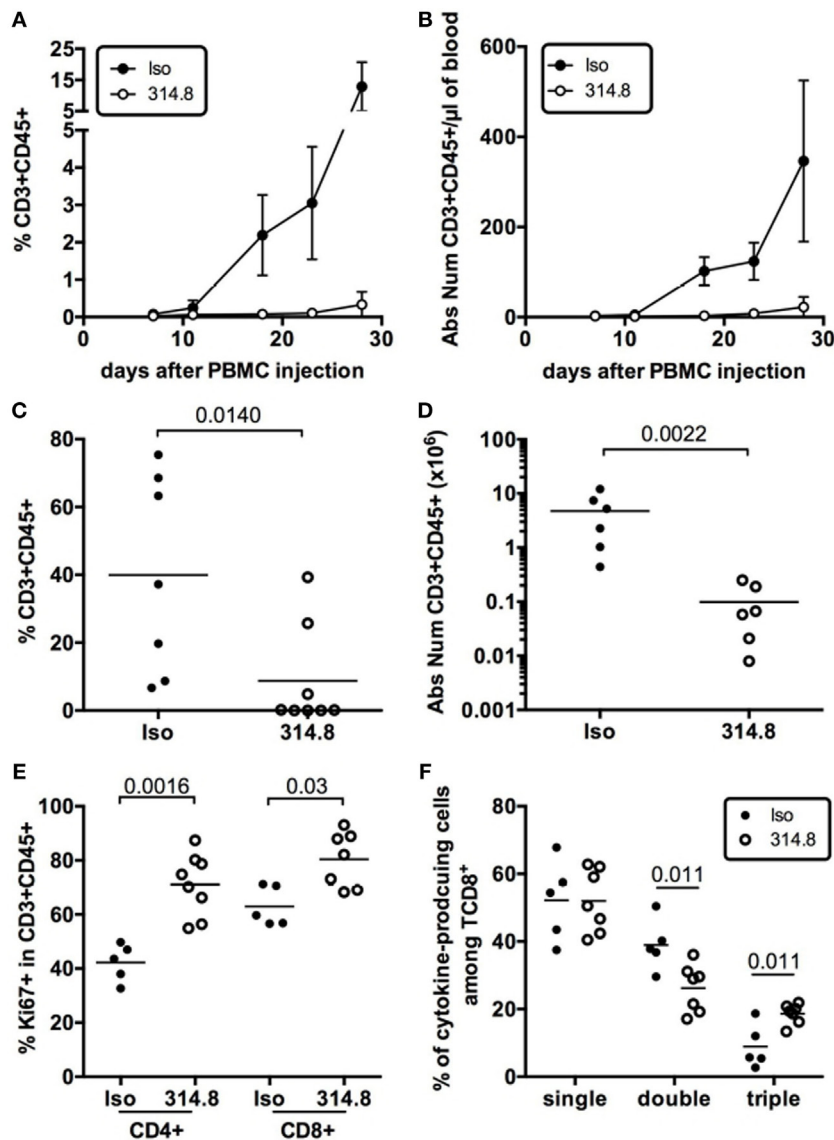 A
% CD3+CD45+
25
15
5
5
4
3
2
1
0
Iso
314.8
0 10 20 30
days after PBMC injection
B
Abs Num CD3+CD45+/µl of blood
600
400
200
0
Iso
314.8
0 10 20 30
days after PBMC injection
C
% CD3+CD45+
80
60
40
20
0
0.0140
Iso 314.8
D
Abs Num CD3+CD45+ (x10⁶)
100
10
1
0.1
0.01
0.001
0.0022
Iso 314.8
E
% Ki67+ in CD3+CD45+
100
80
60
40
20
0
0.0016 0.03
Iso 314.8 Iso 314.8
CD4+ CD8+
F
% of cytokine-prodcuing cells
among TCD8⁺
80
60
40
20
0
Iso
314.8
0.011
0.011
single double triple